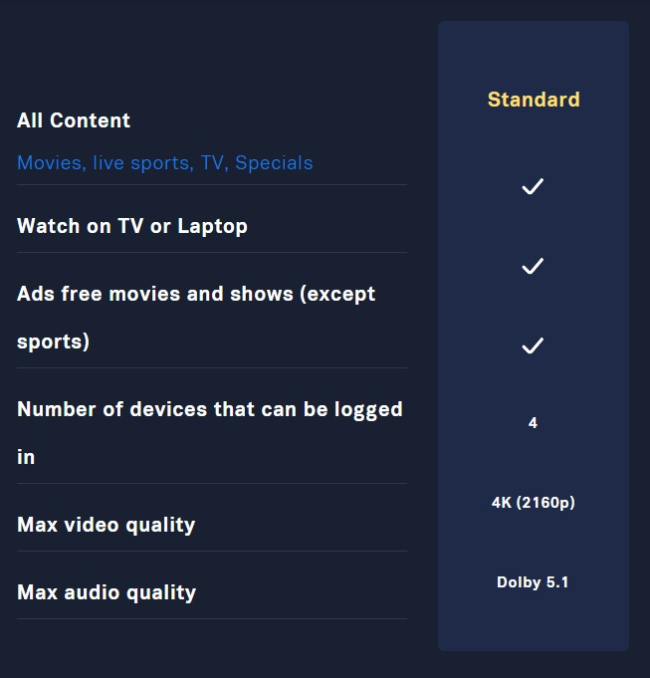 Standard
All Content
Movies, live sports, TV, Specials
✓
Watch on TV or Laptop
✓
Ads free movies and shows (except
sports)
✓
Number of devices that can be logged
in
4
Max video quality
4K (2160p)
Max audio quality
Dolby 5.1